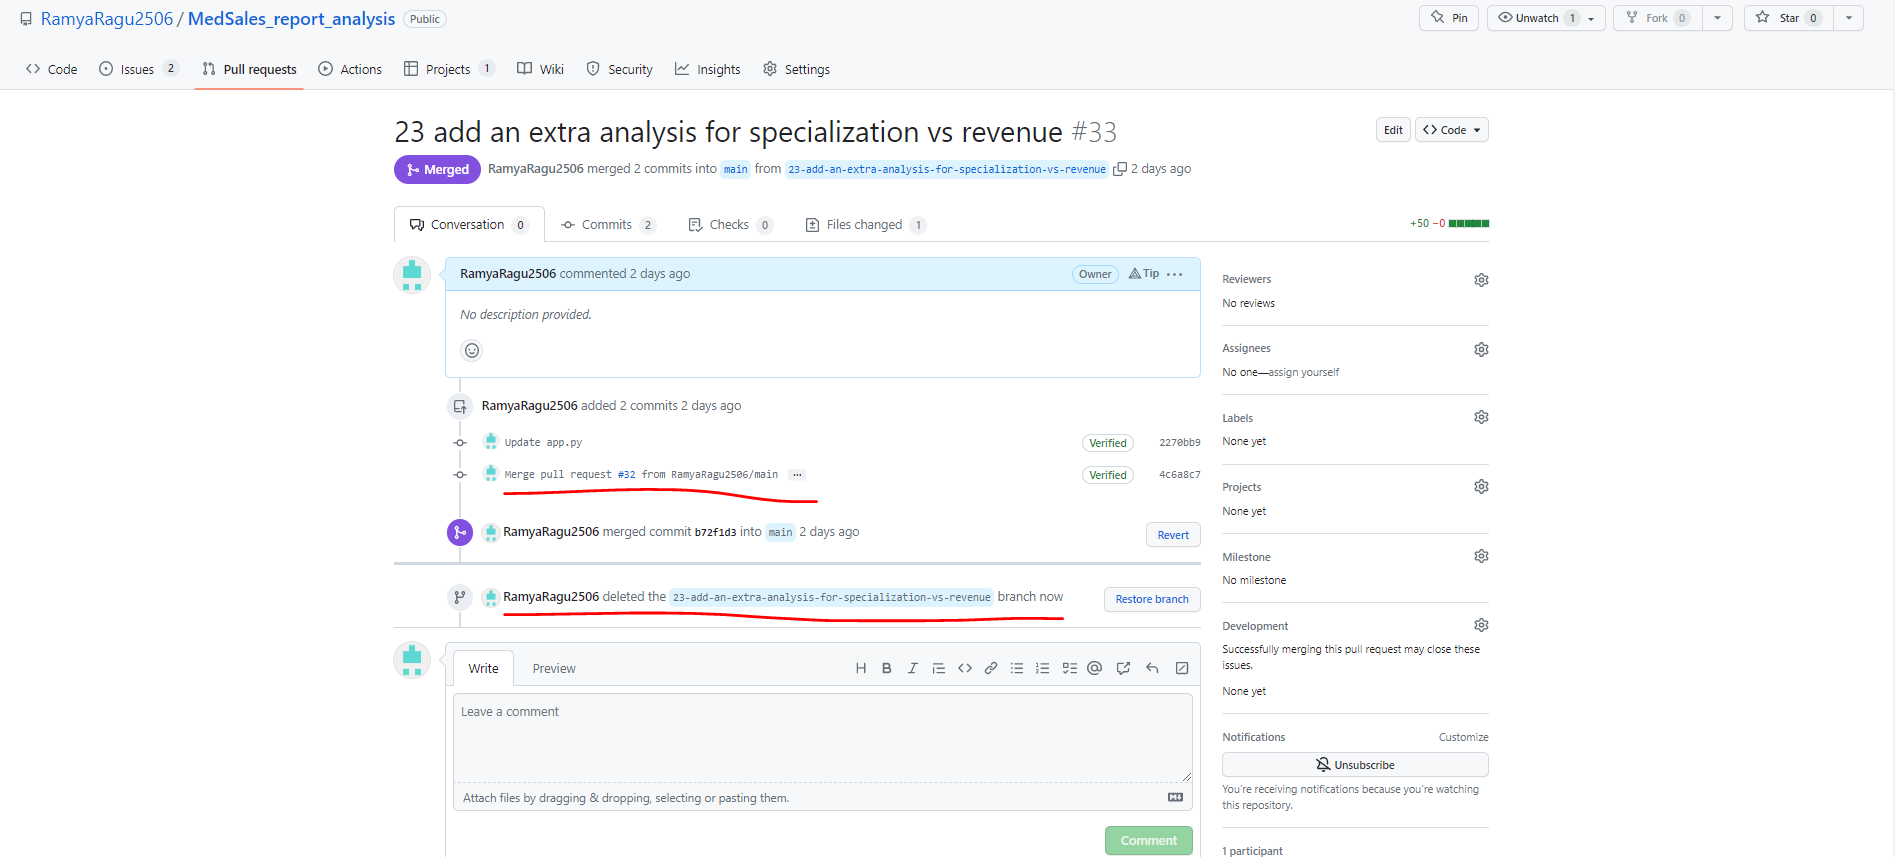 RamyaRagu2506 / MedSales_report_analysis Public
Pin Unwatch 1 Fork 0 Star 0
Code Issues 2 Pull requests Actions Projects 1 Wiki Security Insights Settings
23 add an extra analysis for specialization vs revenue #33
Edit Code
Merged RamyaRagu2506 merged 2 commits into main from 23-add-an-extra-analysis-for-specialization-vs-revenue 2 days ago
Conversation 0 Commits 2 Checks 0 Files changed 1 +50 −0
RamyaRagu2506 commented 2 days ago Owner Tip ...
No description provided.
RamyaRagu2506 added 2 commits 2 days ago
Update app.py Verified 2270bb9
Merge pull request #32 from RamyaRagu2506/main ... Verified 4c6a8c7
RamyaRagu2506 merged commit b72f1d3 into main 2 days ago Revert
RamyaRagu2506 deleted the 23-add-an-extra-analysis-for-specialization-vs-revenue branch now Restore branch
Write Preview H B I
Leave a comment
Attach files by dragging & dropping, selecting or pasting them.
Comment
Reviewers
No reviews
Assignees
No one—assign yourself
Labels
None yet
Projects
None yet
Milestone
No milestone
Development
Successfully merging this pull request may close these
issues.
None yet
Notifications Customize
Unsubscribe
You're receiving notifications because you're watching
this repository.
1 participant